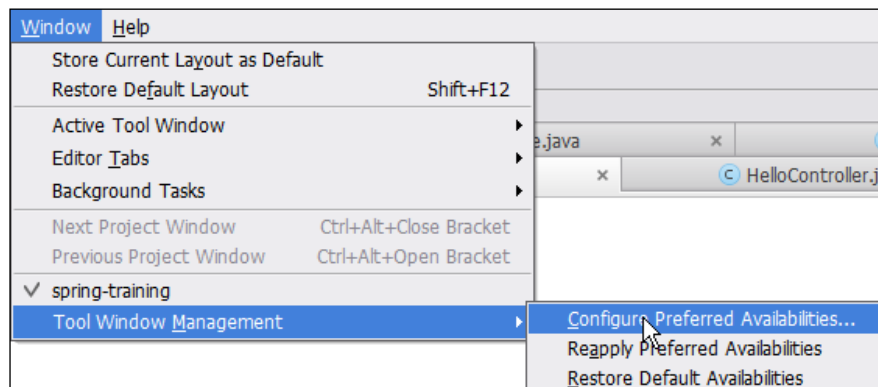 Window Help
Store Current Layout as Default
Restore Default Layout Shift+F12
Active Tool Window
Editor Tabs
Background Tasks
Next Project Window Ctrl+Alt+Close Bracket
Previous Project Window Ctrl+Alt+Open Bracket
spring-training
Tool Window Management
e.java
HelloController.j
Configure Preferred Availabilities...
Reapply Preferred Availabilities
Restore Default Availabilities